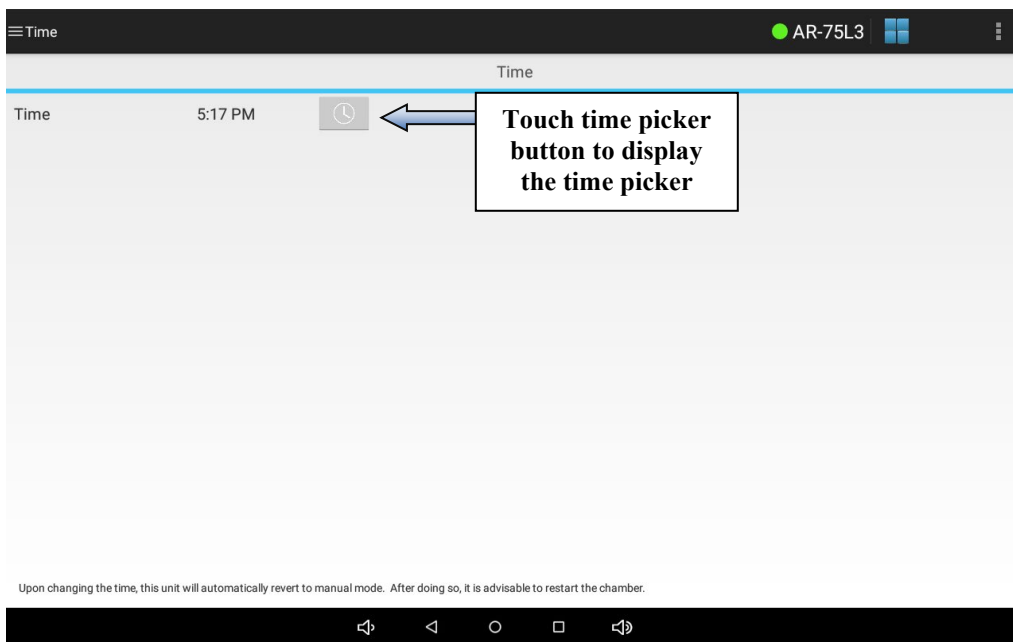 Time
AR-75L3
Time
Time 5:17 PM
Touch time picker
button to display
the time picker
Upon changing the time, this unit will automatically revert to manual mode. After doing so, it is advisable to restart the chamber.